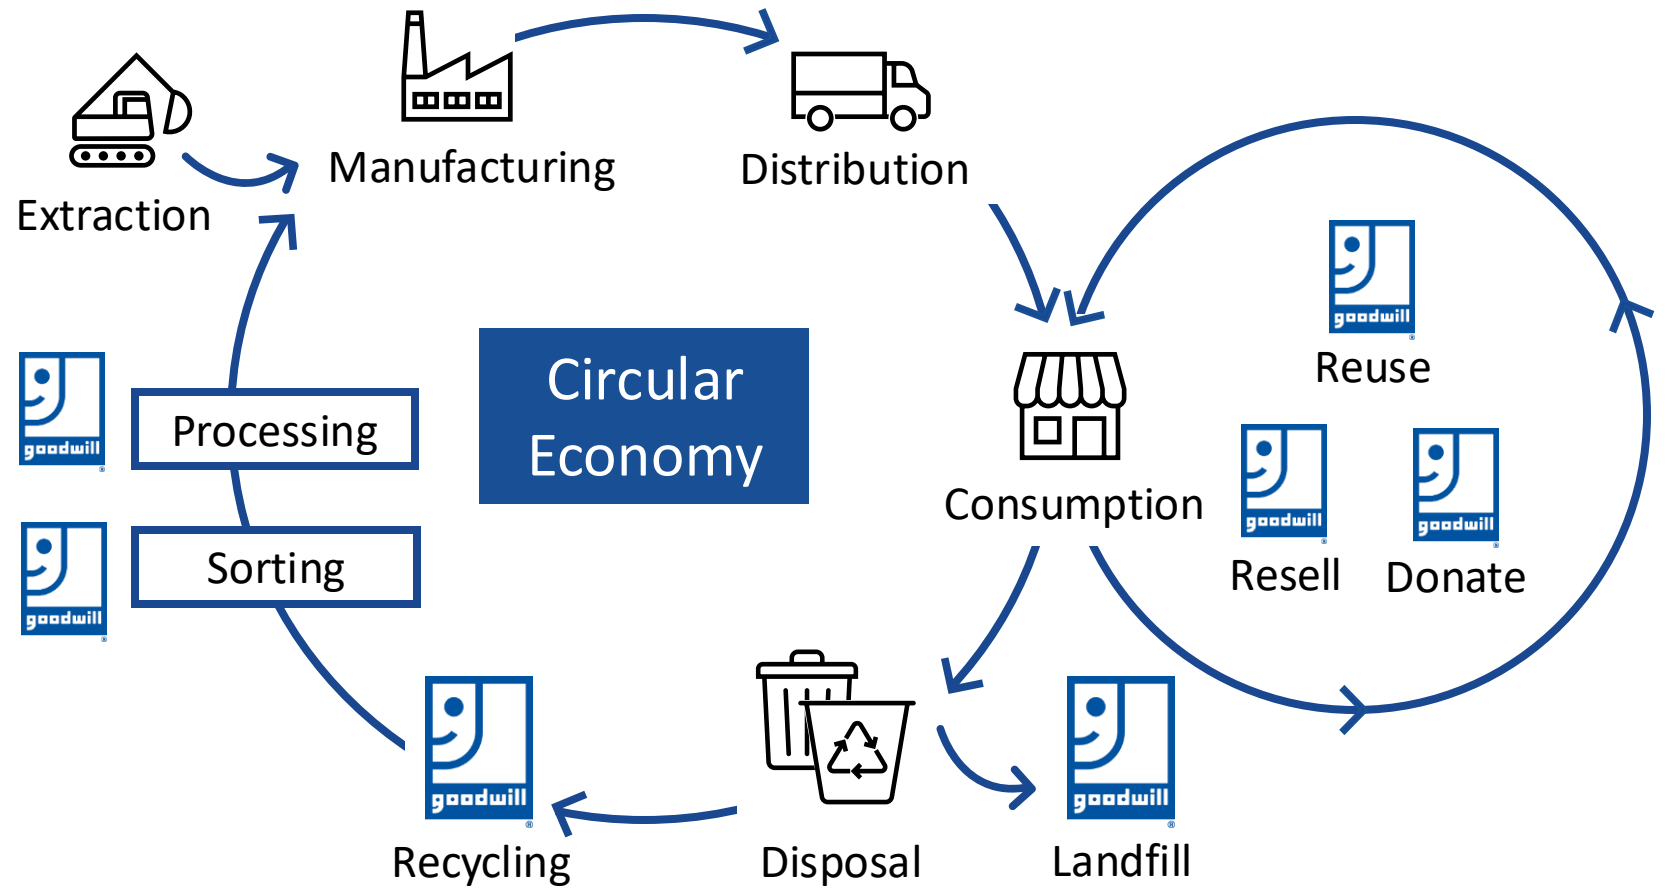 Extraction
Manufacturing
Distribution
goodwill
®
Reuse
goodwill
®
Resell
goodwill
®
Donate
Circular
Economy
Consumption
goodwill
®
Processing
goodwill
®
Sorting
goodwill
®
Recycling
Disposal
goodwill
®
Landfill